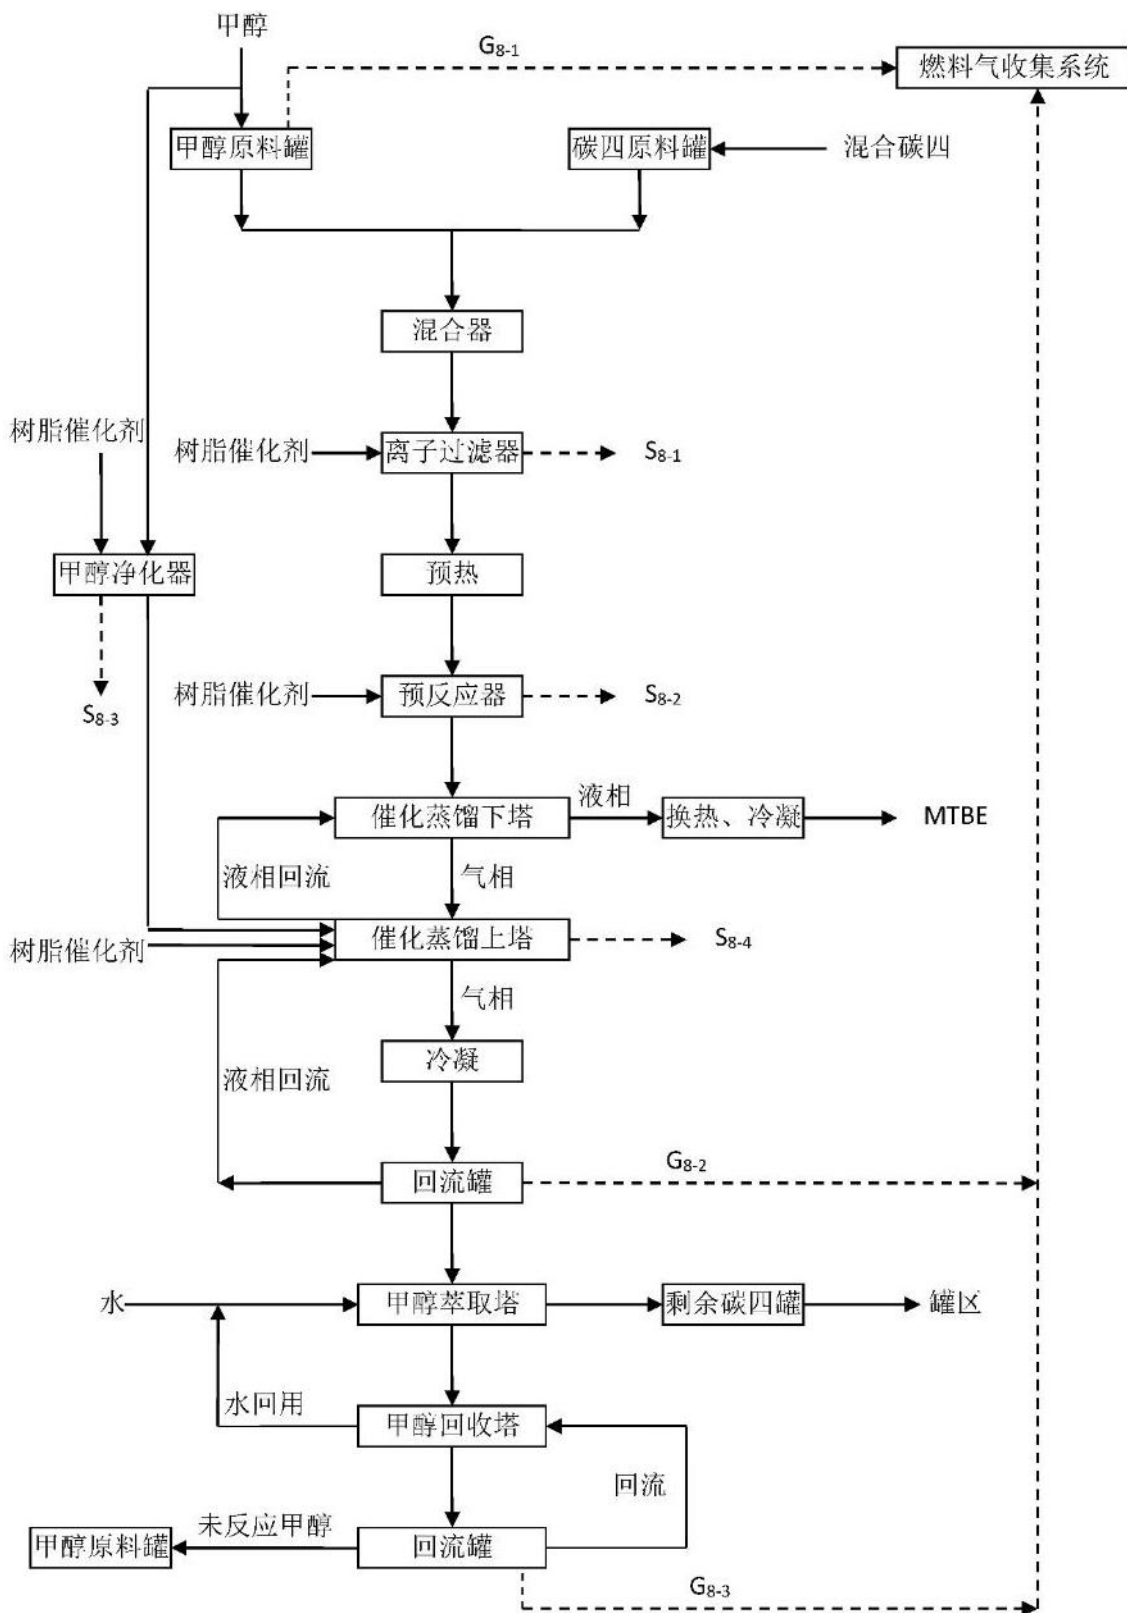 甲醇
G8-1
燃料气收集系统
甲醇原料罐
碳四原料罐
混合碳四
混合器
树脂催化剂
树脂催化剂
离子过滤器
S8-1
甲醇净化器
预热
树脂催化剂
预反应器
S8-2
S8-3
催化蒸馏下塔
液相
换热、冷凝
MTBE
液相回流
气相
树脂催化剂
催化蒸馏上塔
S8-4
气相
冷凝
液相回流
回流罐
G8-2
水
甲醇萃取塔
剩余碳四罐
罐区
水回用
甲醇回收塔
回流
甲醇原料罐
未反应甲醇
回流罐
G8-3